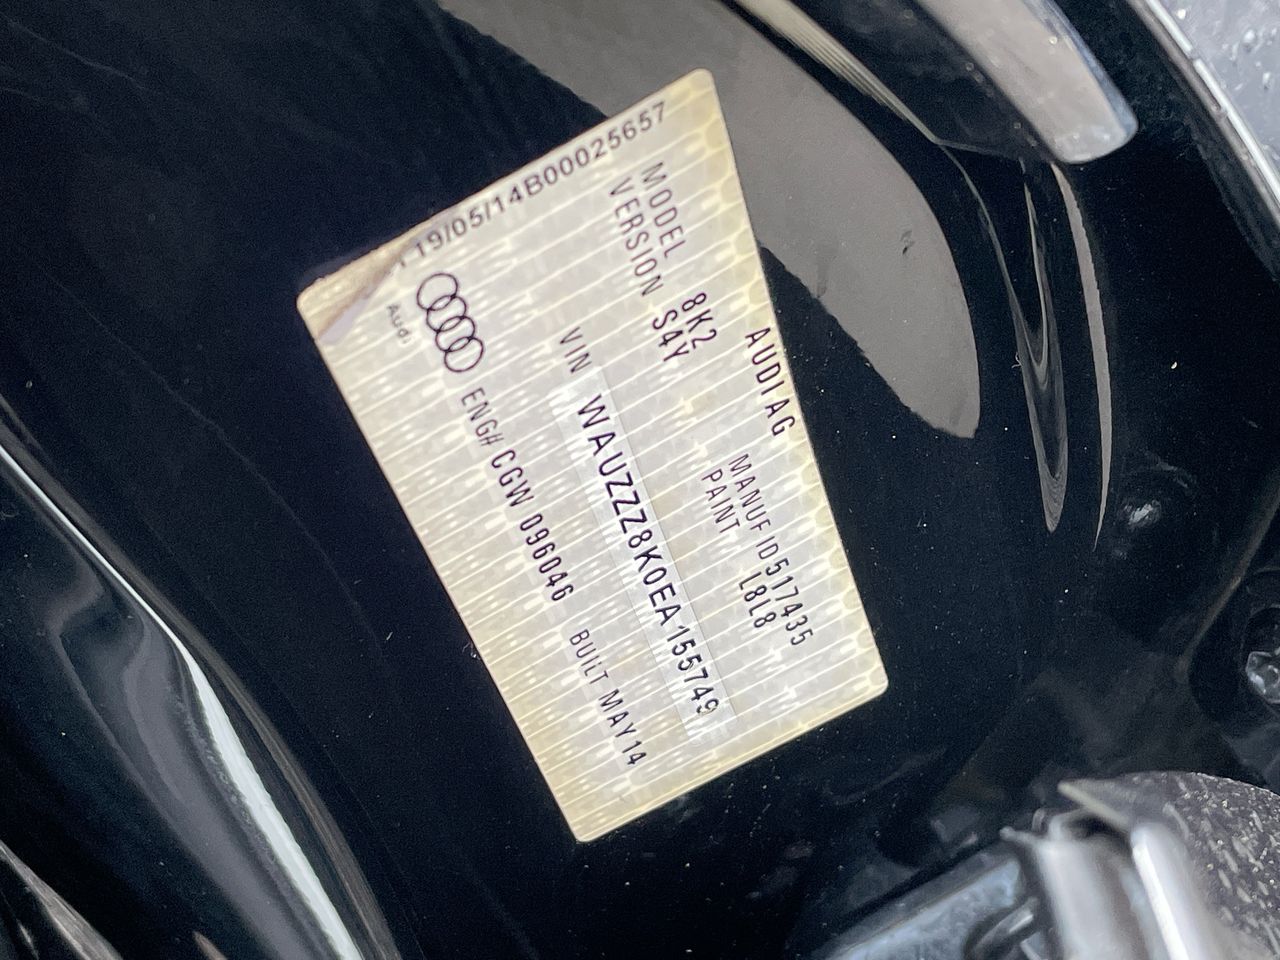 AUDI AG
MODEL 8K2 MANUF ID 517435
VERSION S4Y PAINT L8L8
VIN WAUZZZ8K0EA155749
ENG# CGW 096046 BUILT MAY14
Audi
19/05/14B00025657